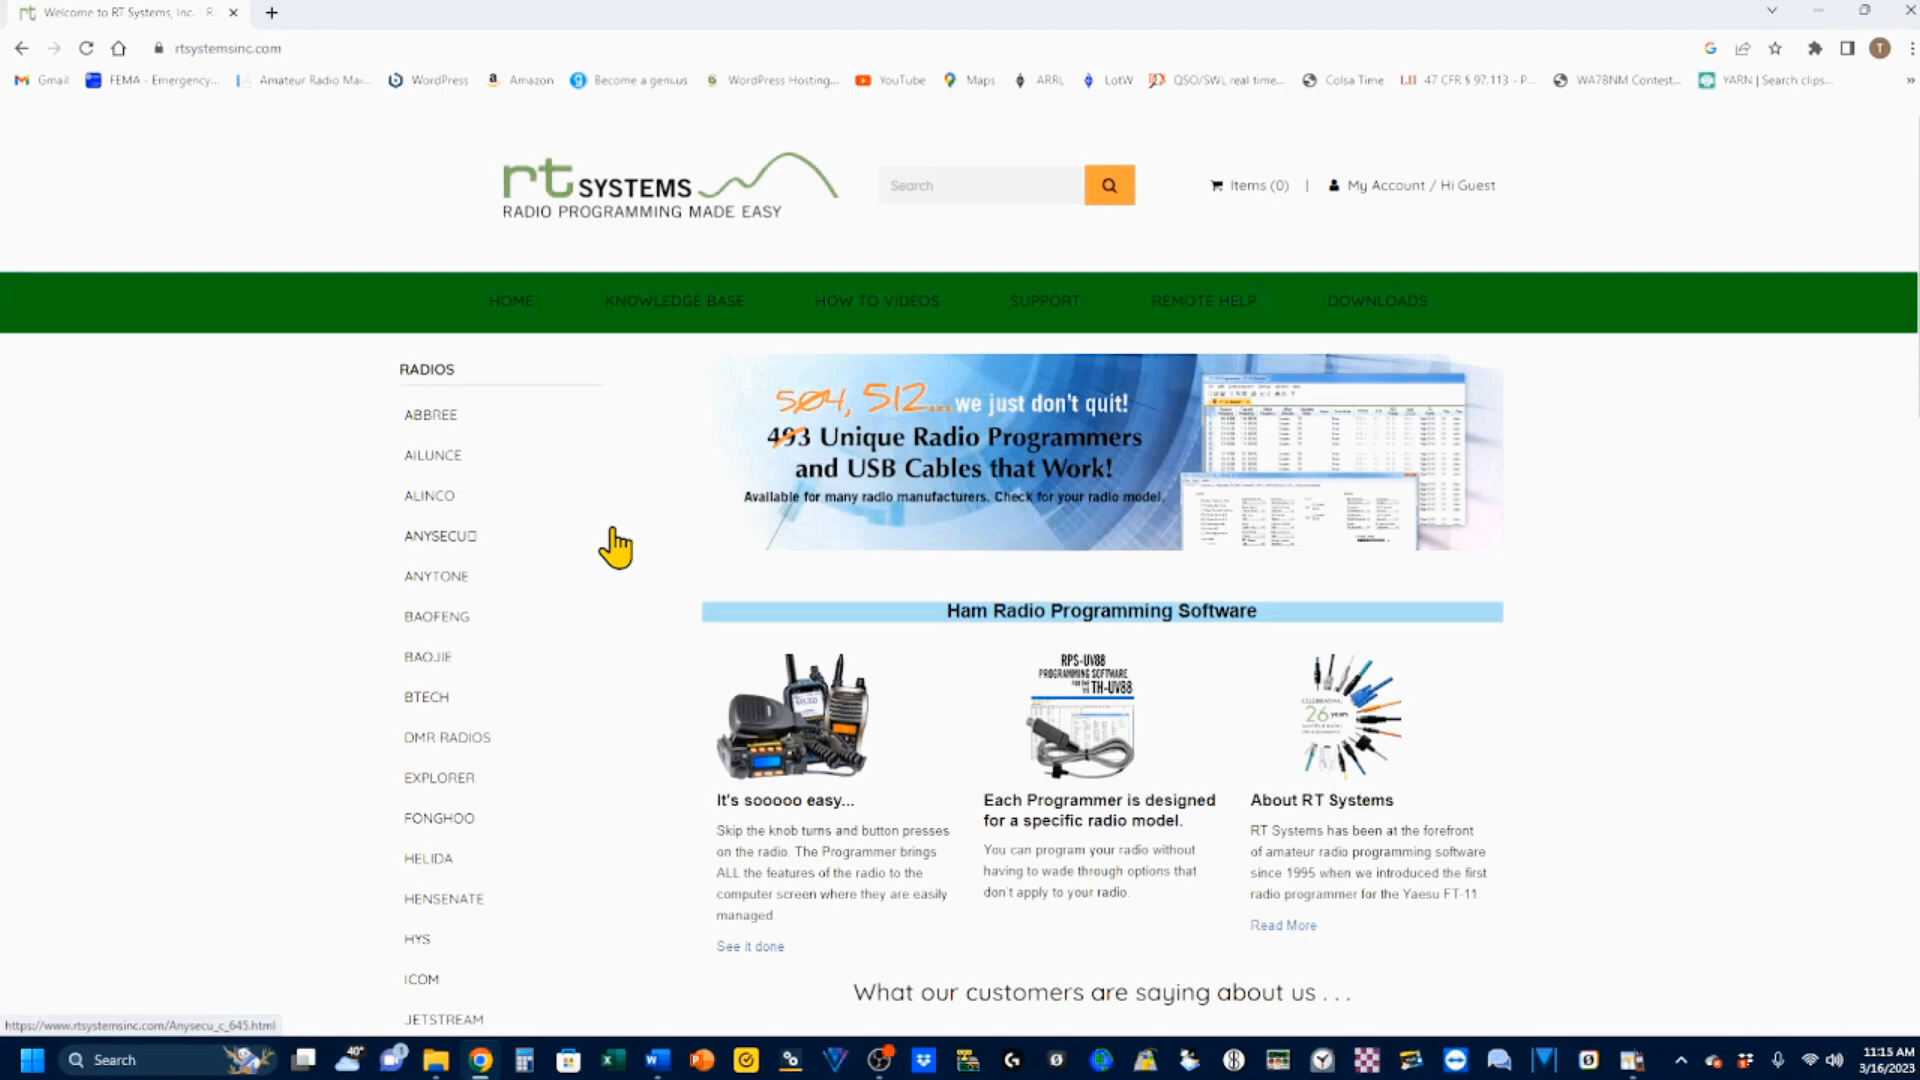 Welcome to RT Systems, Inc. - R
rtsystemsinc.com
T
Gmail
FEMA - Emergency...
Amateur Radio Mai...
WordPress
Amazon
Become a genius
WordPress Hosting...
YouTube
Maps
ARRL
LotW
QSO/SWL real time...
Colsa Time
LII 47 CFR § 97.113 - P...
WA7BNM Contest...
YARN | Search clips...
rt SYSTEMS
RADIO PROGRAMMING MADE EASY
Search
Items (0) | My Account / Hi Guest
HOME KNOWLEDGE BASE HOW TO VIDEOS SUPPORT REMOTE HELP DOWNLOADS
RADIOS
ABBREE
AILUNCE
ALINCO
ANYSECU
ANYTONE
BAOFENG
BAOJIE
BTECH
DMR RADIOS
EXPLORER
FONGHOO
HELIDA
HENSENATE
HYS
ICOM
JETSTREAM
504, 512... we just don't quit!
493 Unique Radio Programmers
and USB Cables that Work!
Available for many radio manufacturers. Check for your radio model.
Ham Radio Programming Software
RPS-UV88
PROGRAMMING SOFTWARE
FOR THE TYT TH-UV88
CELEBRATING
26 years
It's sooooo easy...
Skip the knob turns and button presses
on the radio. The Programmer brings
ALL the features of the radio to the
computer screen where they are easily
managed
See it done
Each Programmer is designed
for a specific radio model.
You can program your radio without
having to wade through options that
don't apply to your radio.
About RT Systems
RT Systems has been at the forefront
of amateur radio programming software
since 1995 when we introduced the first
radio programmer for the Yaesu FT-11.
Read More
What our customers are saying about us . . .
https://www.rtsystemsinc.com/Anysecu_c_645.html
Search
40°
11:15 AM
3/16/2023